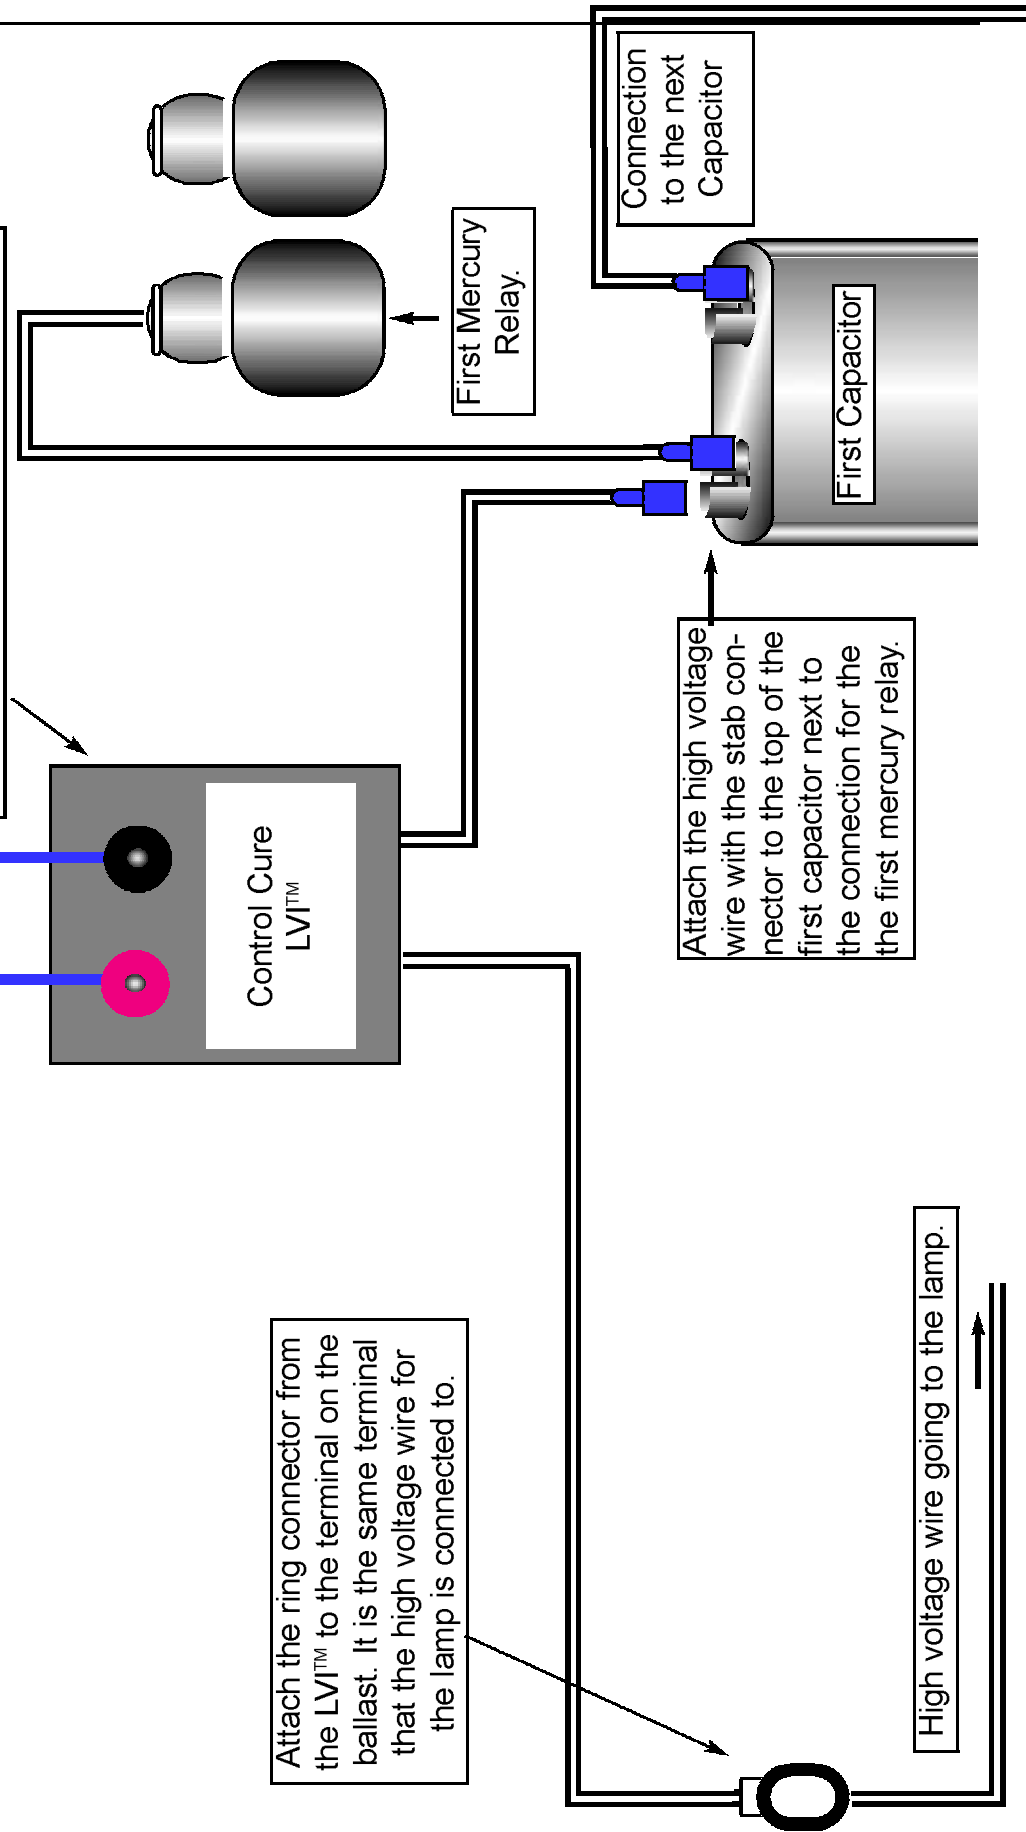 Connection
to the next
Capacitor
First Mercury
Relay.
First Capacitor
Control Cure
LVI™
Attach the high voltage
wire with the stab con-
nector to the top of the
first capacitor next to
the connection for the
the first mercury relay.
Attach the ring connector from
the LVI™ to the terminal on the
ballast. It is the same terminal
that the high voltage wire for
the lamp is connected to.
High voltage wire going to the lamp.